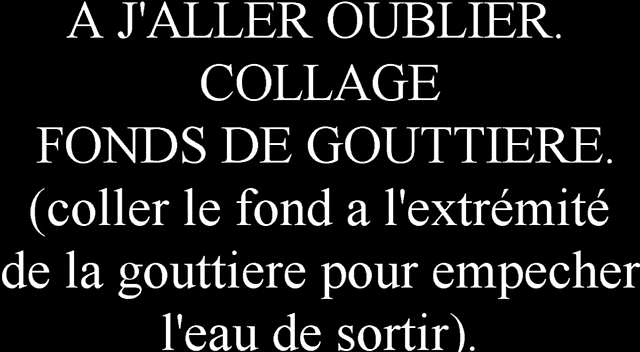 A J'ALLER OUBLIER.
COLLAGE
FONDS DE GOUTTIERE.
(coller le fond a l'extrémité
de la gouttiere pour empecher
l'eau de sortir).